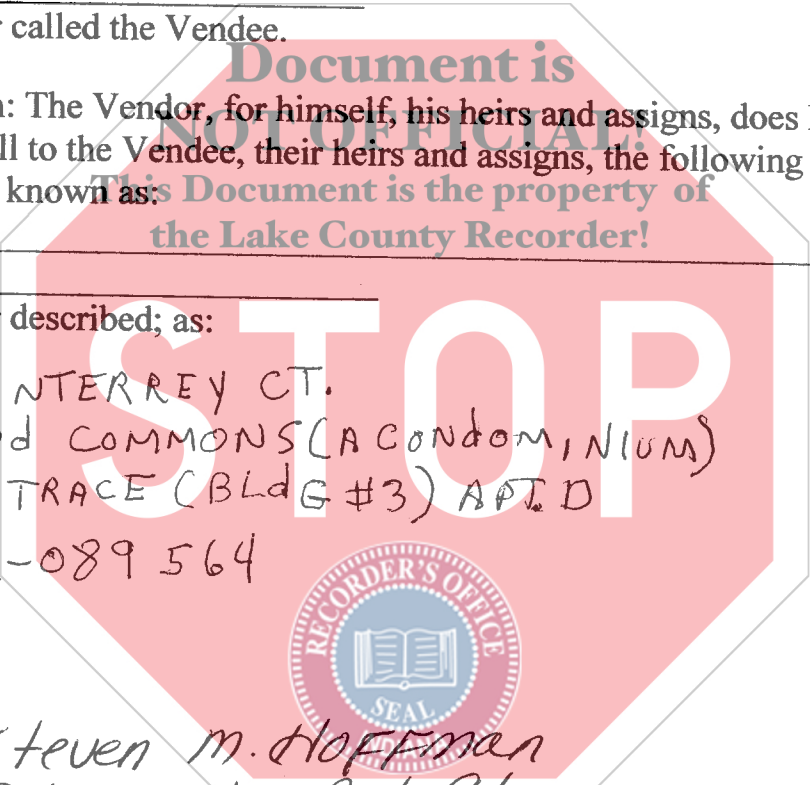 called the Vendee.
Document is
: The Vendor, for himself, his heirs and assigns, does
NOT OFFICIAL!
ll to the Vendee, their heirs and assigns, the following
known as:
This Document is the property of
the Lake County Recorder!
described; as:
STOP
NTERREY CT.
d COMMONS (A CONdOMINIUM)
TRACE (BLdG #3) APT. D
-089 564
RECORDER'S OFFICE
SEAL
INDIANA
teven M. HoFFman